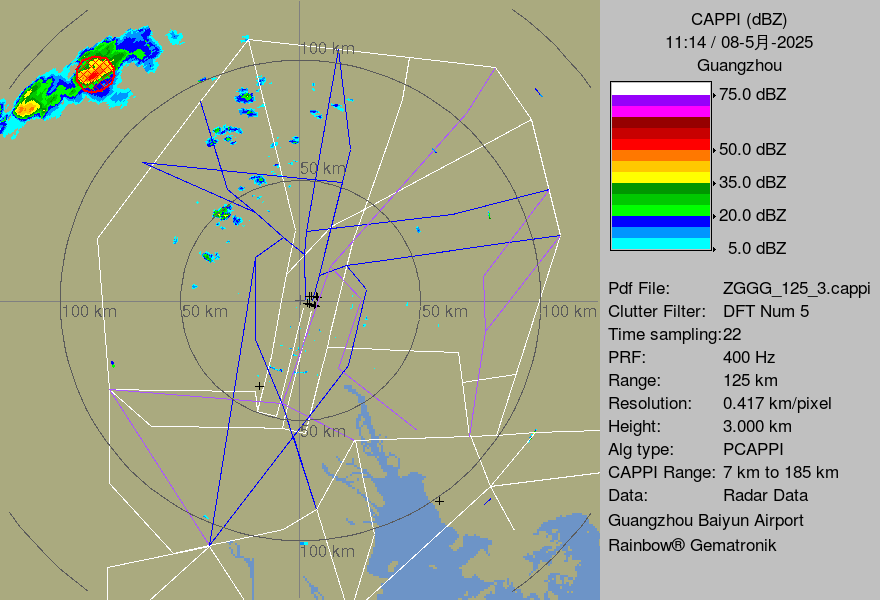 CAPPI (dBZ)
11:14 / 08-5月-2025
Guangzhou
75.0 dBZ
50.0 dBZ
35.0 dBZ
20.0 dBZ
5.0 dBZ
Pdf File: ZGGG_125_3.cappi
Clutter Filter: DFT Num 5
Time sampling:22
PRF: 400 Hz
Range: 125 km
Resolution: 0.417 km/pixel
Height: 3.000 km
Alg type: PCAPPI
CAPPI Range: 7 km to 185 km
Data: Radar Data
Guangzhou Baiyun Airport
Rainbow® Gematronik
100 km
50 km
100 km
50 km
50 km
100 km
50 km
100 km